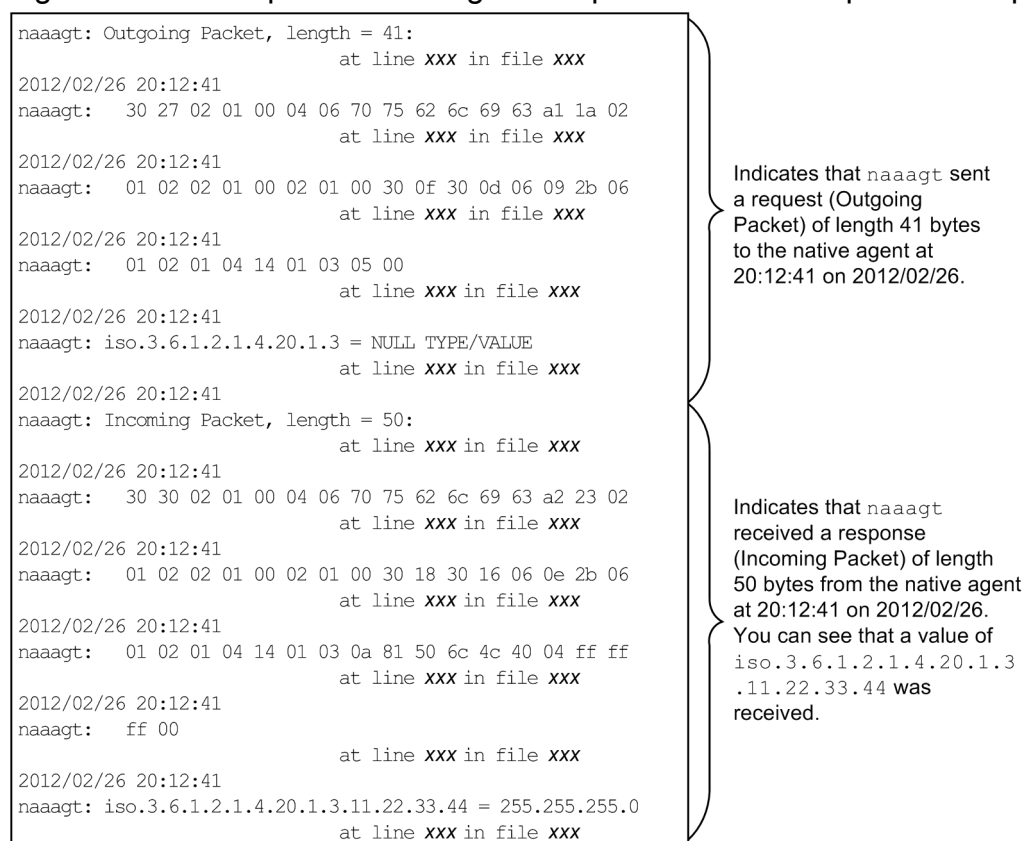 naaagt: Outgoing Packet, length = 41:
at line xxx in file xxx
2012/02/26 20:12:41
naaagt: 30 27 02 01 00 04 06 70 75 62 6c 69 63 a1 1a 02
at line xxx in file xxx
2012/02/26 20:12:41
naaagt: 01 02 02 01 00 02 01 00 30 0f 30 0d 06 09 2b 06
at line xxx in file xxx
2012/02/26 20:12:41
naaagt: 01 02 01 04 14 01 03 05 00
at line xxx in file xxx
2012/02/26 20:12:41
naaagt: iso.3.6.1.2.1.4.20.1.3 = NULL TYPE/VALUE
at line xxx in file xxx
2012/02/26 20:12:41
naaagt: Incoming Packet, length = 50:
at line xxx in file xxx
2012/02/26 20:12:41
naaagt: 30 30 02 01 00 04 06 70 75 62 6c 69 63 a2 23 02
at line xxx in file xxx
2012/02/26 20:12:41
naaagt: 01 02 02 01 00 02 01 00 30 18 30 16 06 0e 2b 06
at line xxx in file xxx
2012/02/26 20:12:41
naaagt: 01 02 01 04 14 01 03 0a 81 50 6c 4c 40 04 ff ff
at line xxx in file xxx
2012/02/26 20:12:41
naaagt: ff 00
at line xxx in file xxx
2012/02/26 20:12:41
naaagt: iso.3.6.1.2.1.4.20.1.3.11.22.33.44 = 255.255.255.0
at line xxx in file xxx
Indicates that naaagt sent
a request (Outgoing
Packet) of length 41 bytes
to the native agent at
20:12:41 on 2012/02/26.
Indicates that naaagt
received a response
(Incoming Packet) of length
50 bytes from the native agent
at 20:12:41 on 2012/02/26.
You can see that a value of
iso.3.6.1.2.1.4.20.1.3
.11.22.33.44 was
received.